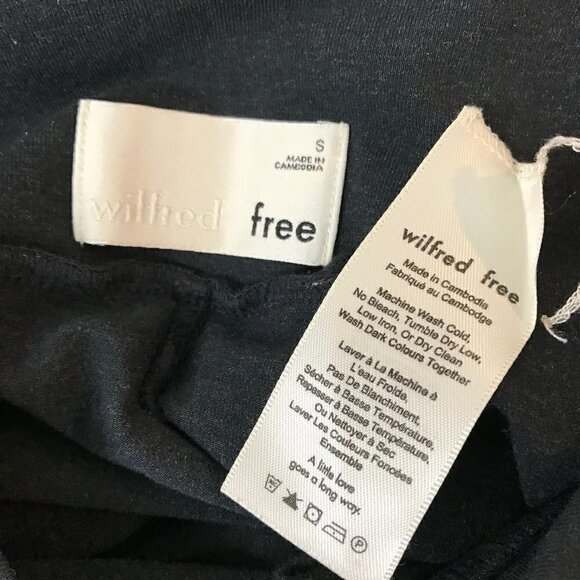 S
MADE IN
CAMBODIA
wilfred free
wilfred free
Made in Cambodia
Fabriqué au Cambodge
Machine Wash Cold,
No Bleach, Tumble Dry Low,
Low Iron, Or Dry Clean
Wash Dark Colours Together
Laver à La Machine à
L'eau Froide,
Pas De Blanchiment,
Sécher à Basse Température,
Repasser à Basse Température,
Ou Nettoyer à Sec
Laver Les Couleurs Foncées
Ensemble
A little love
goes a long way.
P